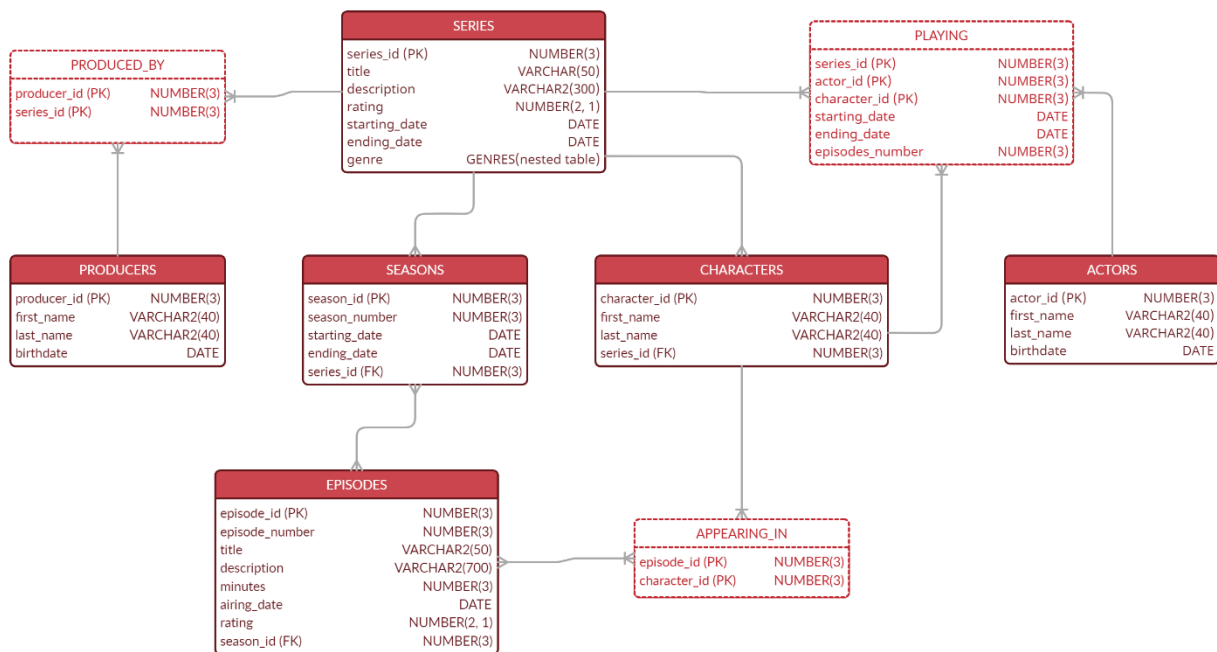 SERIES
series_id (PK) NUMBER(3)
title VARCHAR(50)
description VARCHAR2(300)
rating NUMBER(2, 1)
starting_date DATE
ending_date DATE
genre GENRES(nested table)
PRODUCED_BY
producer_id (PK) NUMBER(3)
series_id (PK) NUMBER(3)
PLAYING
series_id (PK) NUMBER(3)
actor_id (PK) NUMBER(3)
character_id (PK) NUMBER(3)
starting_date DATE
ending_date DATE
episodes_number NUMBER(3)
PRODUCERS
producer_id (PK) NUMBER(3)
first_name VARCHAR2(40)
last_name VARCHAR2(40)
birthdate DATE
SEASONS
season_id (PK) NUMBER(3)
season_number NUMBER(3)
starting_date DATE
ending_date DATE
series_id (FK) NUMBER(3)
CHARACTERS
character_id (PK) NUMBER(3)
first_name VARCHAR2(40)
last_name VARCHAR2(40)
series_id (FK) NUMBER(3)
ACTORS
actor_id (PK) NUMBER(3)
first_name VARCHAR2(40)
last_name VARCHAR2(40)
birthdate DATE
EPISODES
episode_id (PK) NUMBER(3)
episode_number NUMBER(3)
title VARCHAR2(50)
description VARCHAR2(700)
minutes NUMBER(3)
airing_date DATE
rating NUMBER(2, 1)
season_id (FK) NUMBER(3)
APPEARING_IN
episode_id (PK) NUMBER(3)
character_id (PK) NUMBER(3)